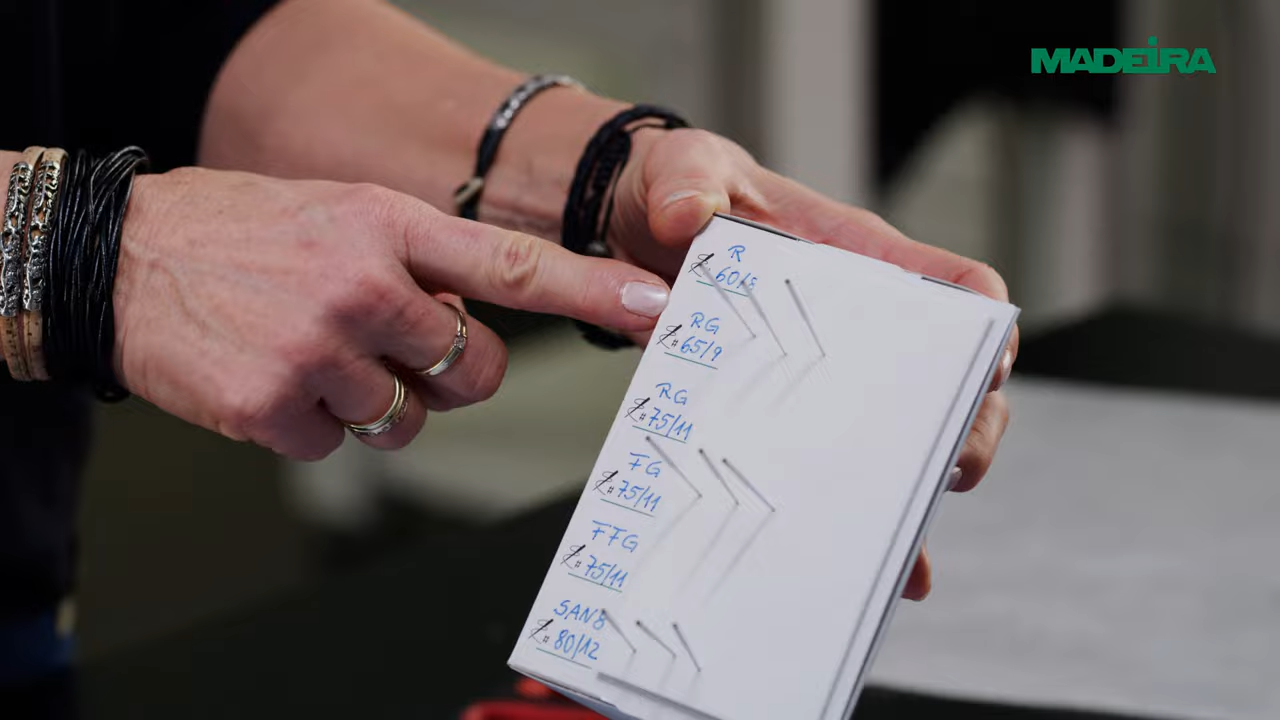 MADEIRA
R
# 60/8
RG
# 65/9
RG
# 75/11
FG
# 75/11
FFG
# 75/11
SAN8
# 80/12